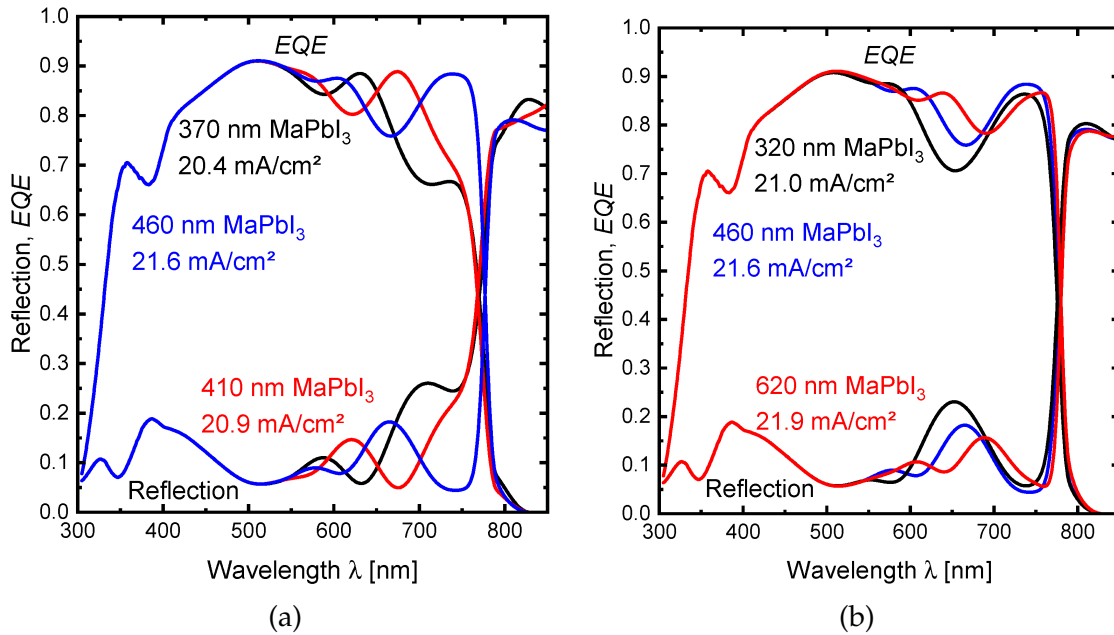 1.0
0.9
0.8
0.7
0.6
0.5
0.4
0.3
0.2
0.1
0.0
Reflection, EQE
EQE
370 nm MaPbI₃
20.4 mA/cm²
460 nm MaPbI₃
21.6 mA/cm²
410 nm MaPbI₃
20.9 mA/cm²
Reflection
300 400 500 600 700 800
Wavelength λ [nm]
(a)
1.0
0.9
0.8
0.7
0.6
0.5
0.4
0.3
0.2
0.1
0.0
Reflection, EQE
EQE
320 nm MaPbI₃
21.0 mA/cm²
460 nm MaPbI₃
21.6 mA/cm²
620 nm MaPbI₃
21.9 mA/cm²
Reflection
300 400 500 600 700 800
Wavelength λ [nm]
(b)